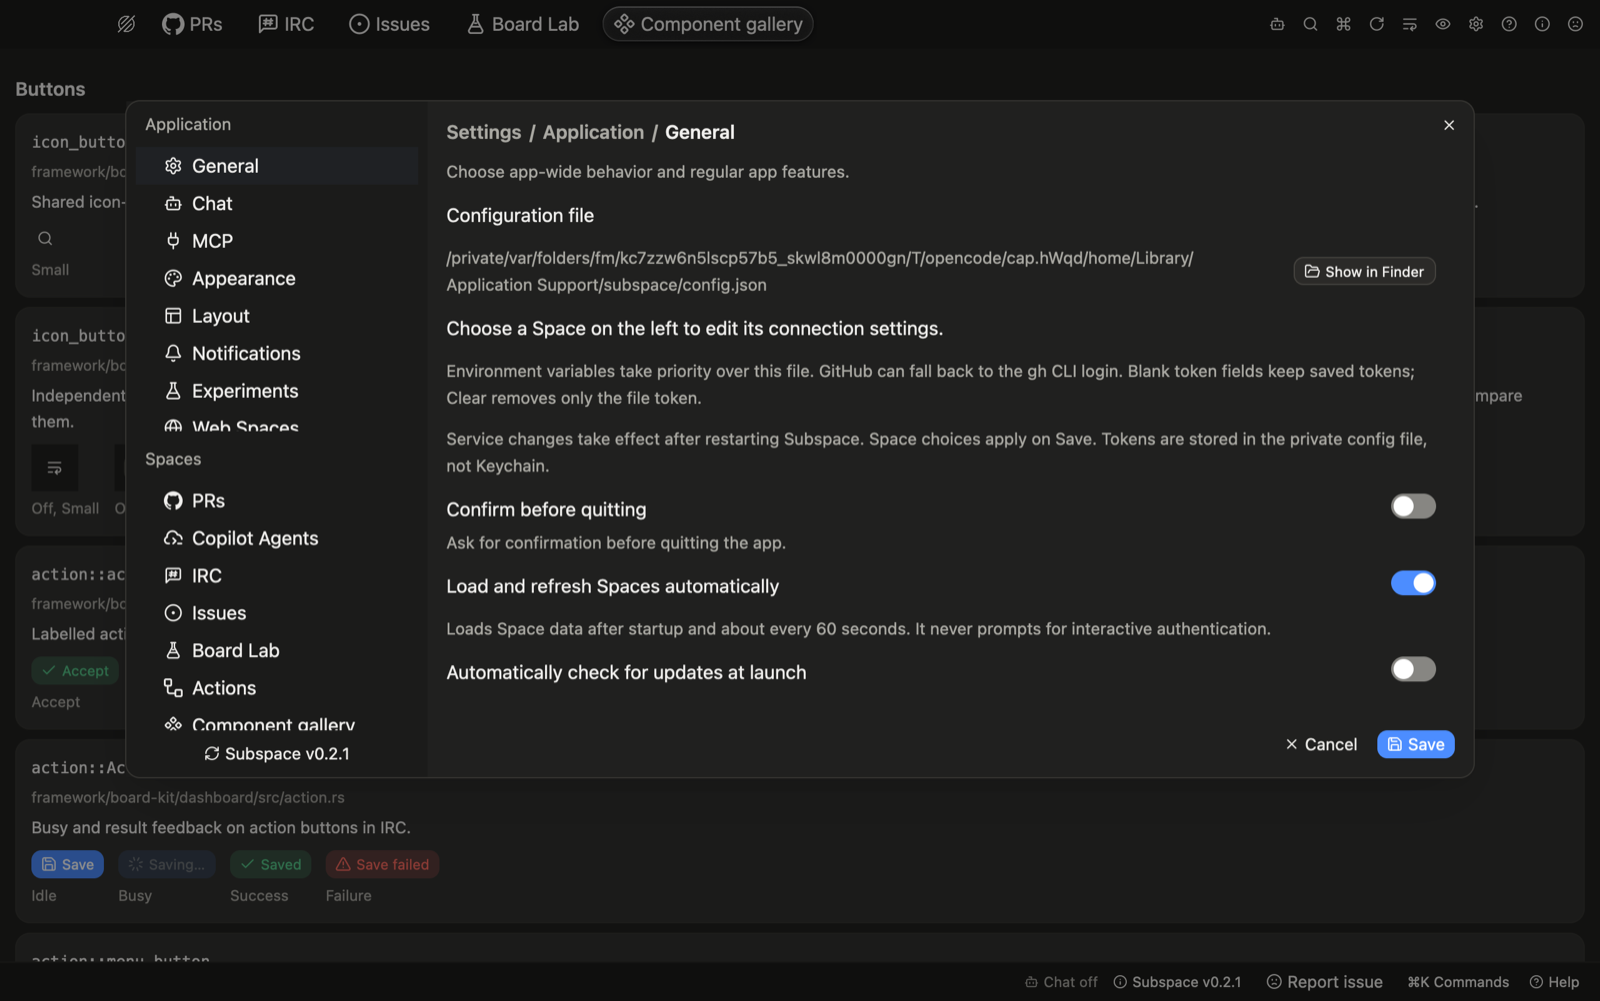 PRs
IRC
Issues
Board Lab
Component gallery
Buttons
icon_butto
framework/bo
Shared icon-
Small
icon_butto
framework/bo
Independent
them.
mpare
Off, Small
O
action::ac
framework/bo
Labelled acti
Accept
Accept
action::Ac
framework/board-kit/dashboard/src/action.rs
Busy and result feedback on action buttons in IRC.
Save
Saving...
Saved
Save failed
Idle
Busy
Success
Failure
action::menu_button
Application
General
Chat
MCP
Appearance
Layout
Notifications
Experiments
Web Spaces
Spaces
PRs
Copilot Agents
IRC
Issues
Board Lab
Actions
Component gallery
Subspace v0.2.1
Settings / Application / General
Choose app-wide behavior and regular app features.
Configuration file
/private/var/folders/fm/kc7zzw6n5lscp57b5_skwl8m0000gn/T/opencode/cap.hWqd/home/Library/
Application Support/subspace/config.json
Show in Finder
Choose a Space on the left to edit its connection settings.
Environment variables take priority over this file. GitHub can fall back to the gh CLI login. Blank token fields keep saved tokens;
Clear removes only the file token.
Service changes take effect after restarting Subspace. Space choices apply on Save. Tokens are stored in the private config file,
not Keychain.
Confirm before quitting
Ask for confirmation before quitting the app.
Load and refresh Spaces automatically
Loads Space data after startup and about every 60 seconds. It never prompts for interactive authentication.
Automatically check for updates at launch
Cancel
Save
Chat off
Subspace v0.2.1
Report issue
⌘K Commands
Help